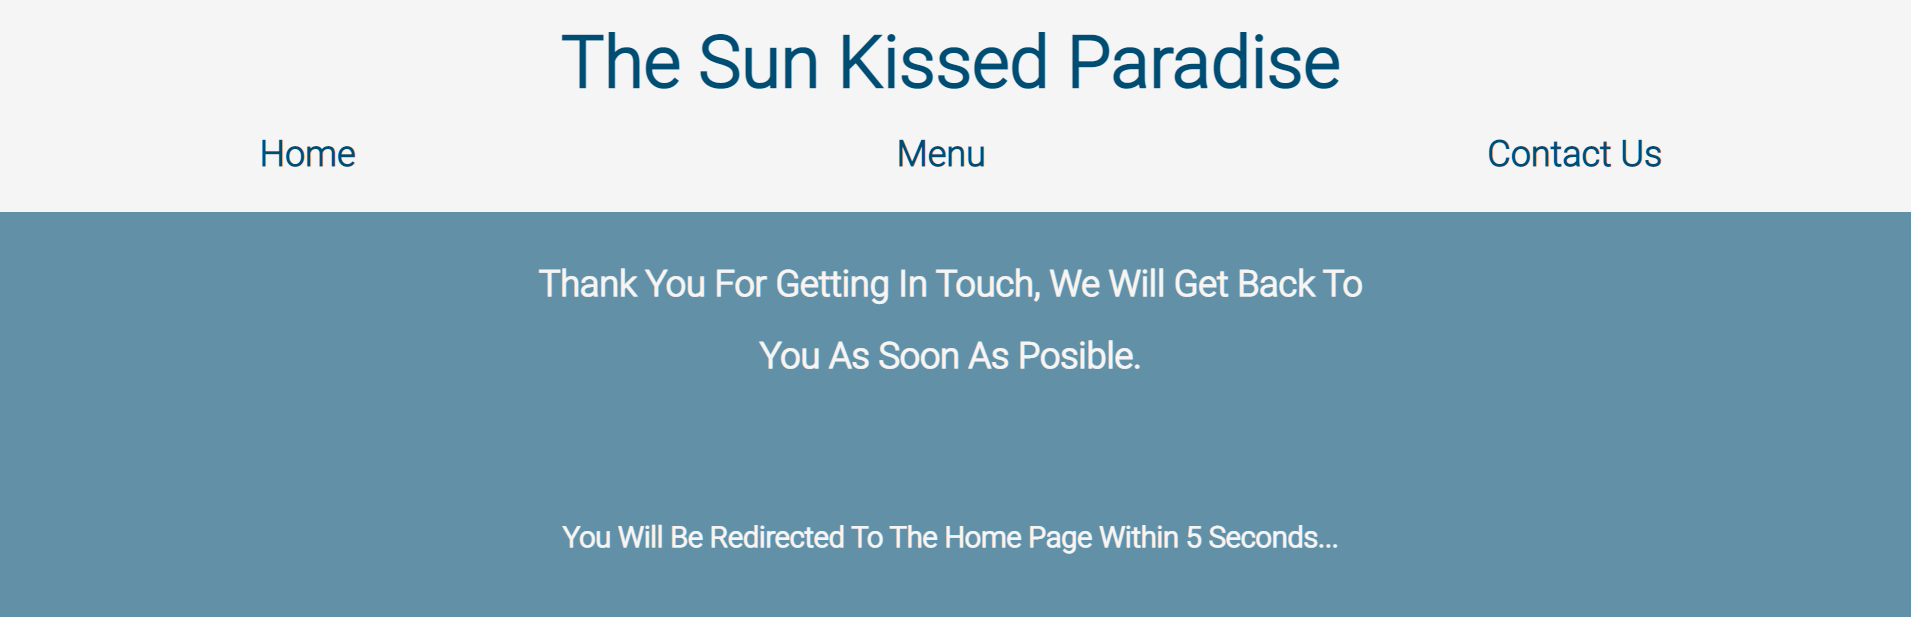 The Sun Kissed Paradise
Home Menu Contact Us
Thank You For Getting In Touch, We Will Get Back To
You As Soon As Posible.
You Will Be Redirected To The Home Page Within 5 Seconds...